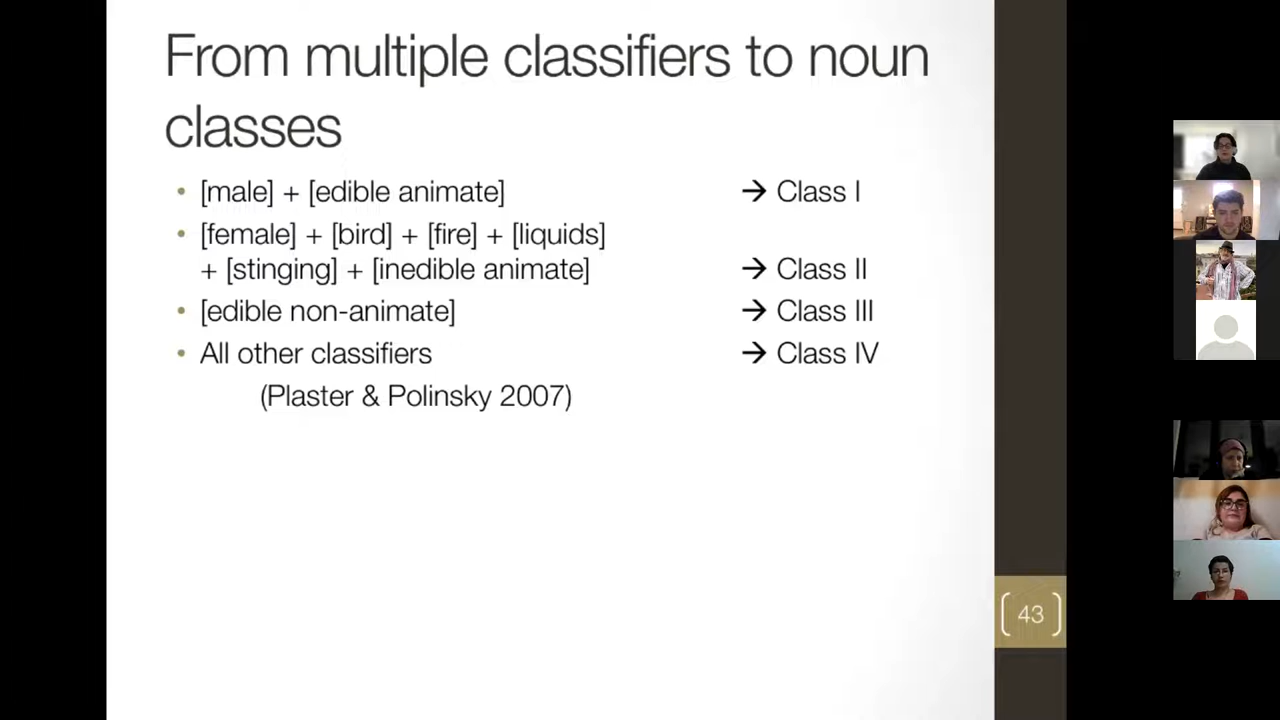 From multiple classifiers to noun
classes
• [male] + [edible animate] → Class I
• [female] + [bird] + [fire] + [liquids]
+ [stinging] + [inedible animate] → Class II
• [edible non-animate] → Class III
• All other classifiers → Class IV
(Plaster & Polinsky 2007)
43